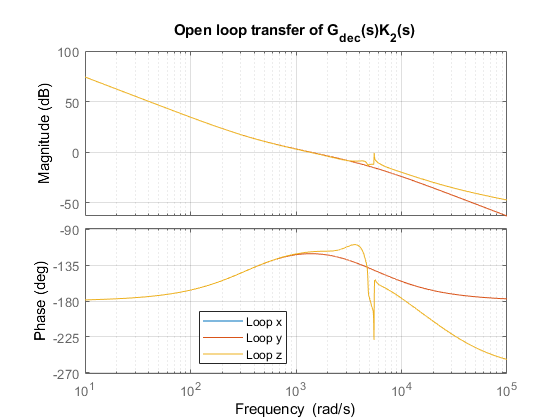 Open loop transfer of G_dec(s)K_2(s)
Magnitude (dB)
100
50
0
-50
Phase (deg)
-90
-135
-180
-225
-270
Loop x
Loop y
Loop z
10^1
10^2
10^3
10^4
10^5
Frequency (rad/s)